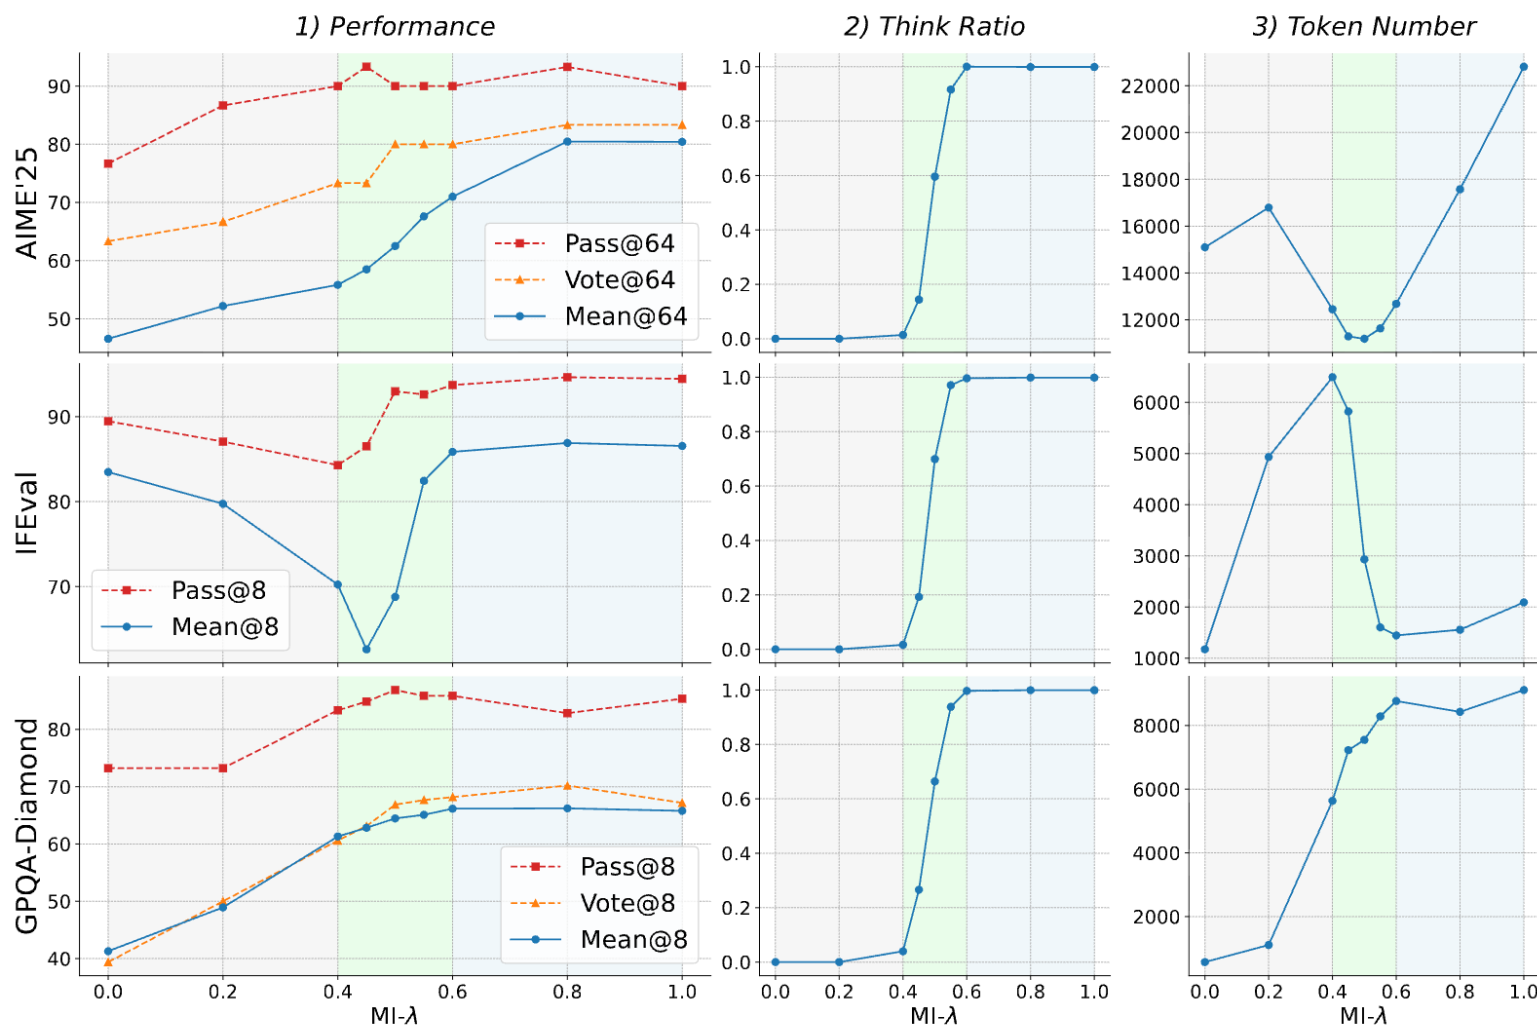 1) Performance
2) Think Ratio
3) Token Number
AIME'25
90
80
70
60
50
Pass@64
Vote@64
Mean@64
1.0
0.8
0.6
0.4
0.2
0.0
22000
20000
18000
16000
14000
12000
IFEval
90
80
70
Pass@8
Mean@8
1.0
0.8
0.6
0.4
0.2
0.0
6000
5000
4000
3000
2000
1000
GPQA-Diamond
80
70
60
50
40
Pass@8
Vote@8
Mean@8
0.0 0.2 0.4 0.6 0.8 1.0
MI-λ
1.0
0.8
0.6
0.4
0.2
0.0
0.0 0.2 0.4 0.6 0.8 1.0
MI-λ
8000
6000
4000
2000
0.0 0.2 0.4 0.6 0.8 1.0
MI-λ